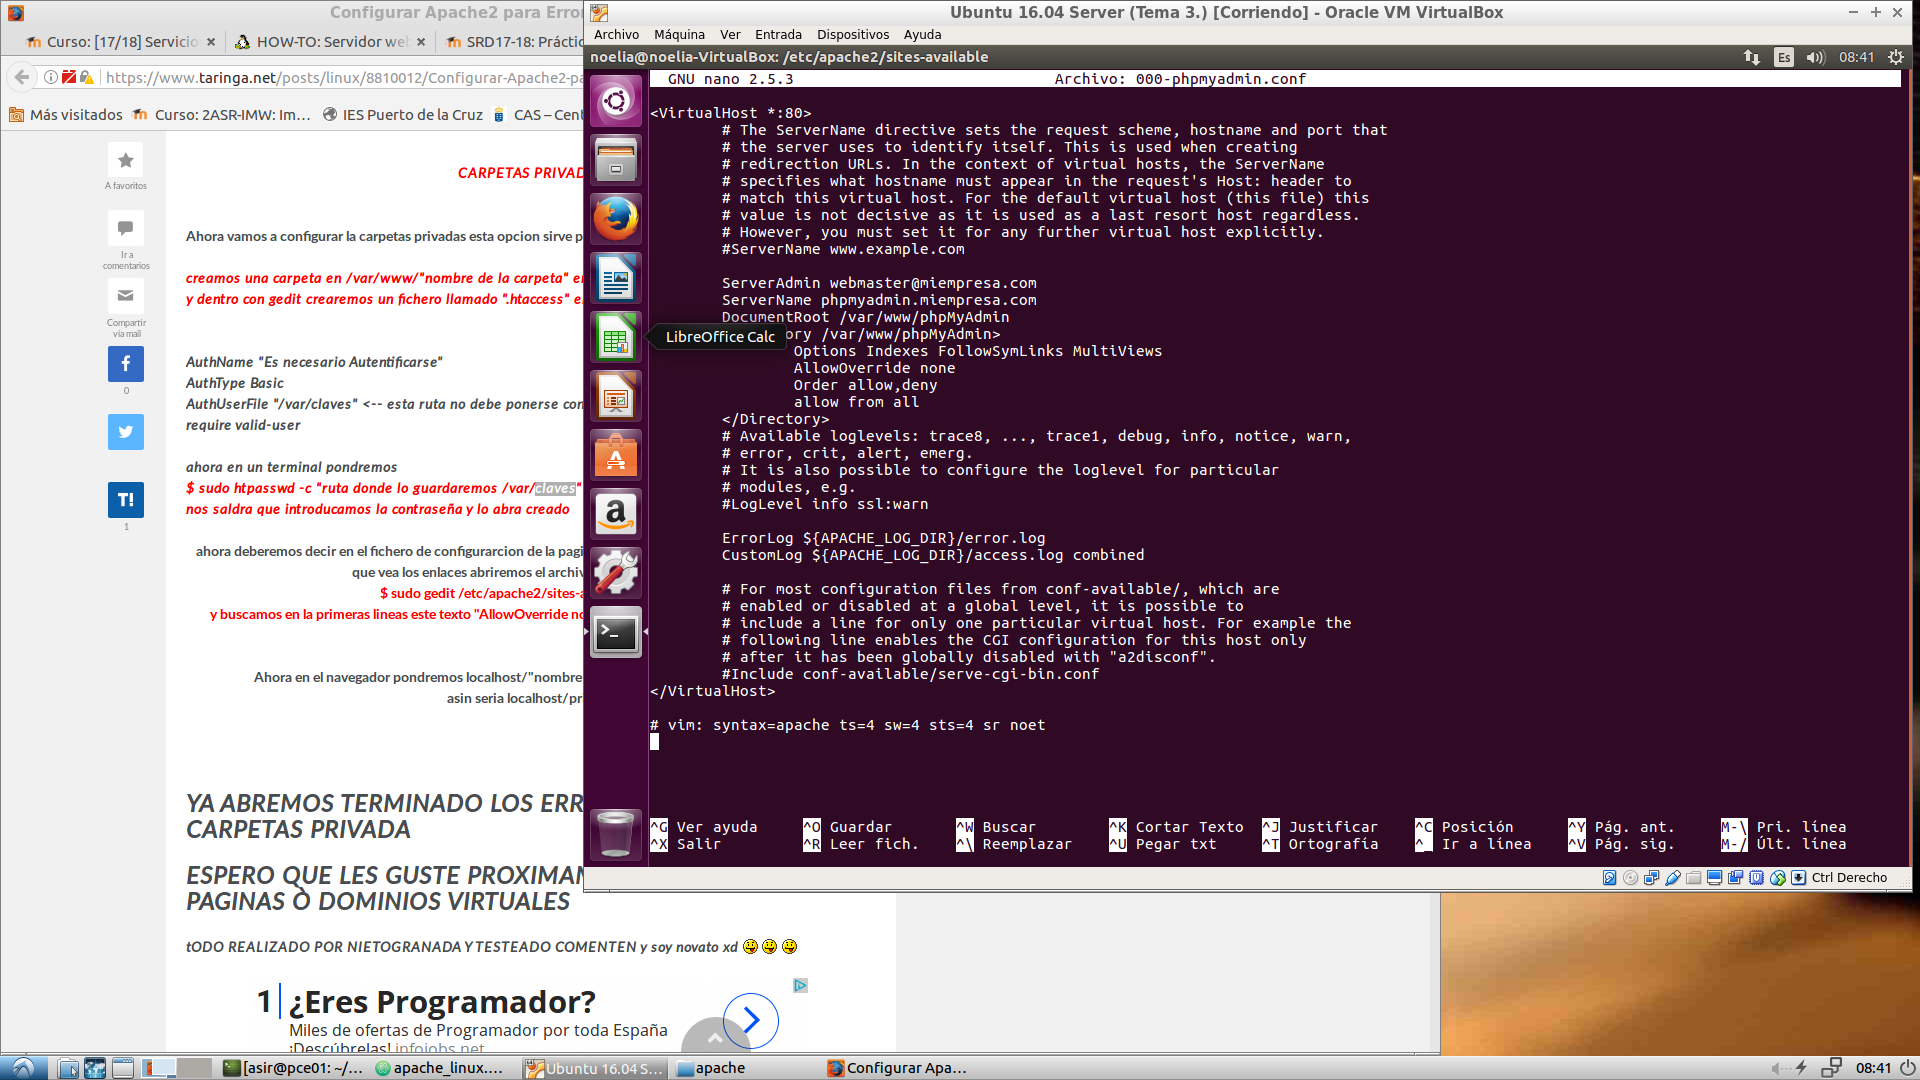 Configurar Apache2 para Erro
Curso: [17/18] Servicio
HOW-TO: Servidor we
SRD17-18: Práctic
https://www.taringa.net/posts/linux/8810012/Configurar-Apache2-pa
Más visitados
Curso: 2ASR-IMW: Im...
IES Puerto de la Cruz
CAS – Cent
A favoritos
Ir a
comentarios
Compartir
vía mail
0
T!
1
CARPETAS PRIVAD
Ahora vamos a configurar la carpetas privadas esta opcion sirve p
creamos una carpeta en /var/www/"nombre de la carpeta" e
y dentro con gedit crearemos un fichero llamado ".htaccess" e
AuthName "Es necesario Autentificarse"
AuthType Basic
AuthUserFile "/var/claves" <-- esta ruta no debe ponerse con
require valid-user
ahora en un terminal pondremos
$ sudo htpasswd -c "ruta donde lo guardaremos /var/claves"
nos saldra que introducamos la contraseña y lo abra creado
ahora deberemos decir en el fichero de configurarcion de la pagi
que vea los enlaces abriremos el archiv
$ sudo gedit /etc/apache2/sites-a
y buscamos en la primeras lineas este texto "AllowOverride no
Ahora en el navegador pondremos localhost/"nombre
asin seria localhost/pr
YA ABREMOS TERMINADO LOS ERR
CARPETAS PRIVADA
ESPERO QUE LES GUSTE PROXIMAM
PAGINAS Ò DOMINIOS VIRTUALES
tODO REALIZADO POR NIETOGRANADA Y TESTEADO COMENTEN y soy novato xd
1
¿Eres Programador?
Miles de ofertas de Programador por toda España
¡Descúbrelas! infojobs.net
Ubuntu 16.04 Server (Tema 3.) [Corriendo] - Oracle VM VirtualBox
Archivo Máquina Ver Entrada Dispositivos Ayuda
noelia@noelia-VirtualBox: /etc/apache2/sites-available
Es
08:41
GNU nano 2.5.3 Archivo: 000-phpmyadmin.conf
<VirtualHost *:80>
# The ServerName directive sets the request scheme, hostname and port that
# the server uses to identify itself. This is used when creating
# redirection URLs. In the context of virtual hosts, the ServerName
# specifies what hostname must appear in the request's Host: header to
# match this virtual host. For the default virtual host (this file) this
# value is not decisive as it is used as a last resort host regardless.
# However, you must set it for any further virtual host explicitly.
#ServerName www.example.com
ServerAdmin webmaster@miempresa.com
ServerName phpmyadmin.miempresa.com
DocumentRoot /var/www/phpMyAdmin
ory /var/www/phpMyAdmin>
LibreOffice Calc
Options Indexes FollowSymLinks MultiViews
AllowOverride none
Order allow,deny
allow from all
</Directory>
# Available loglevels: trace8, ..., trace1, debug, info, notice, warn,
# error, crit, alert, emerg.
# It is also possible to configure the loglevel for particular
# modules, e.g.
#LogLevel info ssl:warn
ErrorLog ${APACHE_LOG_DIR}/error.log
CustomLog ${APACHE_LOG_DIR}/access.log combined
# For most configuration files from conf-available/, which are
# enabled or disabled at a global level, it is possible to
# include a line for only one particular virtual host. For example the
# following line enables the CGI configuration for this host only
# after it has been globally disabled with "a2disconf".
#Include conf-available/serve-cgi-bin.conf
</VirtualHost>
# vim: syntax=apache ts=4 sw=4 sts=4 sr noet
^G Ver ayuda ^O Guardar ^W Buscar ^K Cortar Texto ^J Justificar ^C Posición ^Y Pág. ant. M-\ Pri. línea
^X Salir ^R Leer fich. ^\ Reemplazar ^U Pegar txt ^T Ortografía ^_ Ir a línea ^V Pág. sig. M-/ Últ. línea
Ctrl Derecho
[asir@pce01: ~/...
apache_linux....
Ubuntu 16.04 S...
apache
Configurar Apa...
08:41